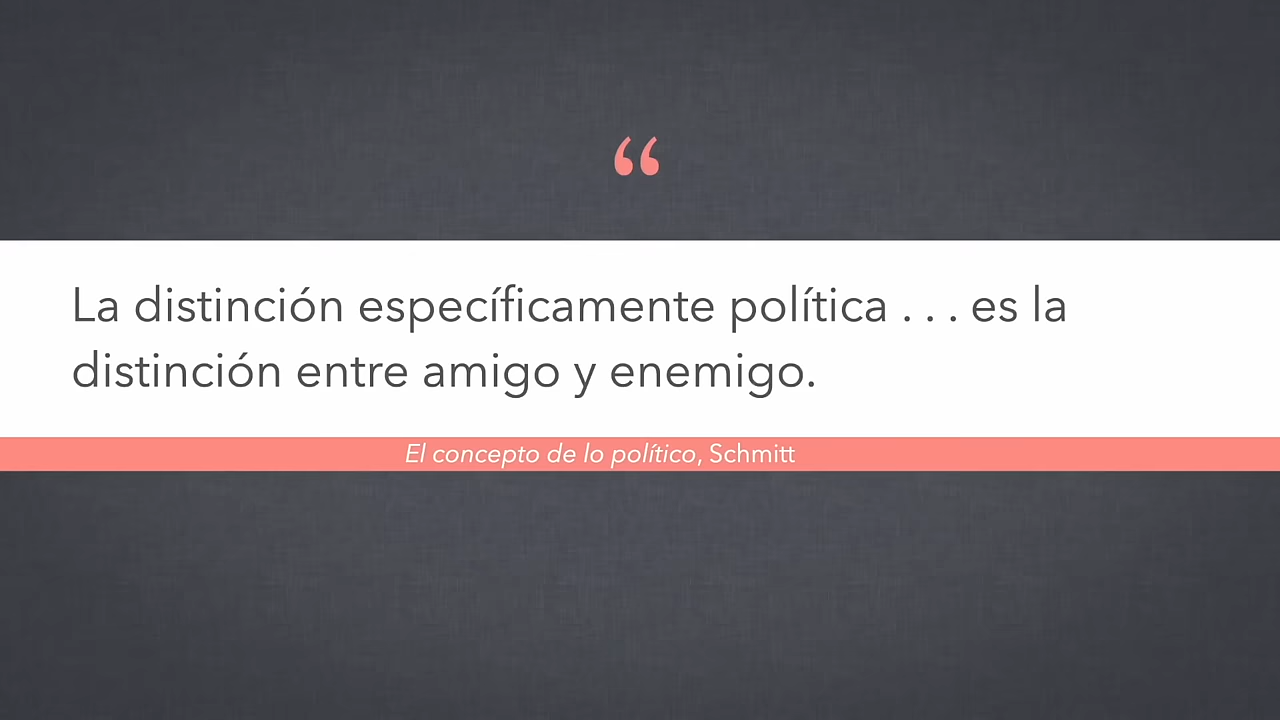 “
La distinción específicamente política . . . es la
distinción entre amigo y enemigo.
El concepto de lo político, Schmitt